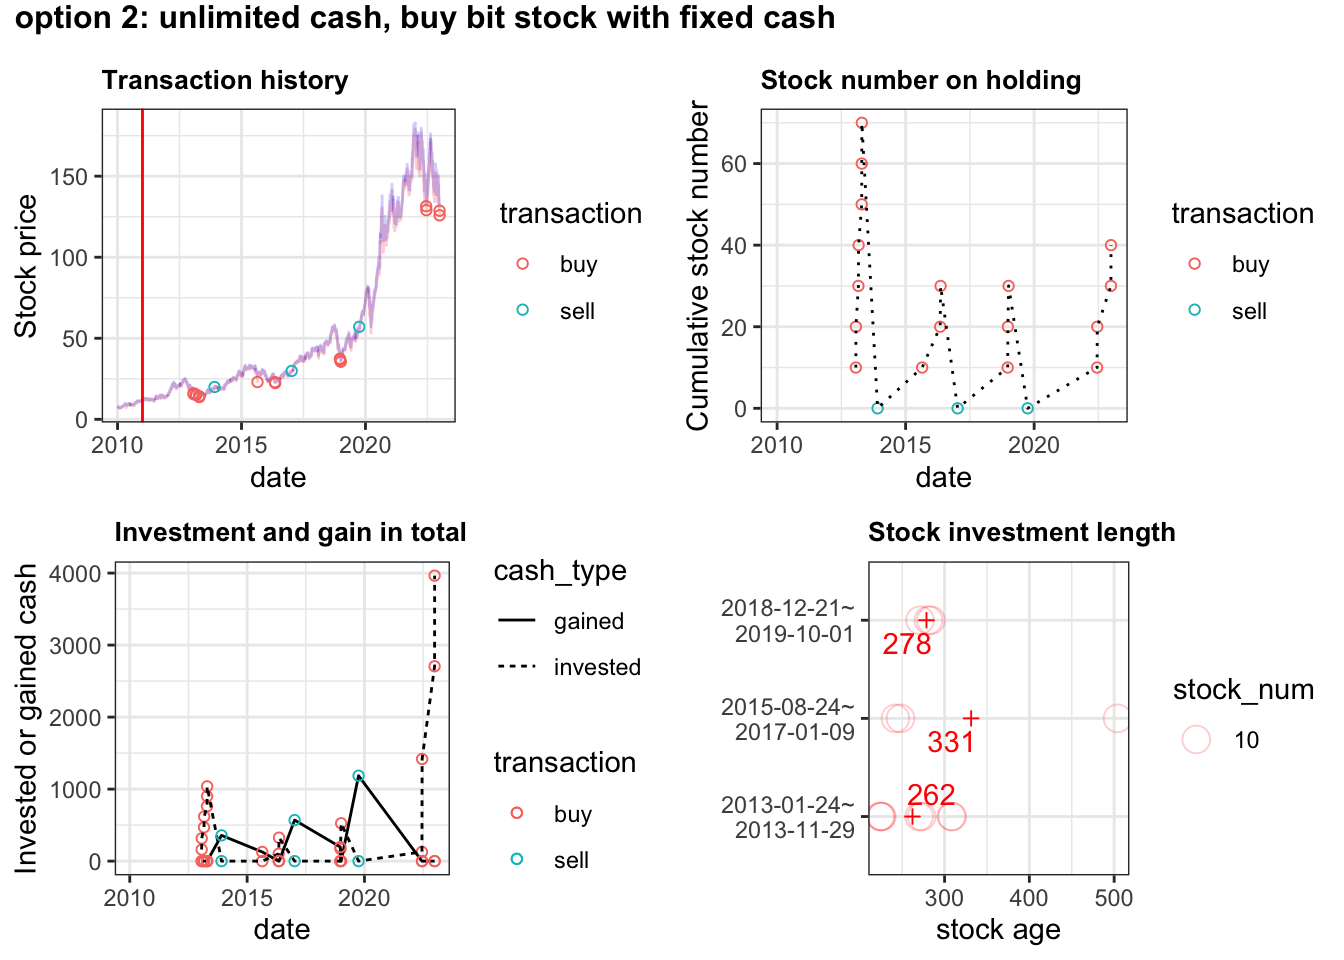 option 2: unlimited cash, buy bit stock with fixed cash
Transaction history
Stock price
150
100
50
0
2010
2015
2020
date
transaction
buy
sell
Stock number on holding
Cumulative stock number
60
40
20
0
2010
2015
2020
date
transaction
buy
sell
Investment and gain in total
Invested or gained cash
4000
3000
2000
1000
0
2010
2015
2020
date
cash_type
gained
invested
transaction
buy
sell
Stock investment length
2018-12-21~
2019-10-01
278
2015-08-24~
2017-01-09
331
2013-01-24~
2013-11-29
262
300
400
500
stock age
stock_num
10